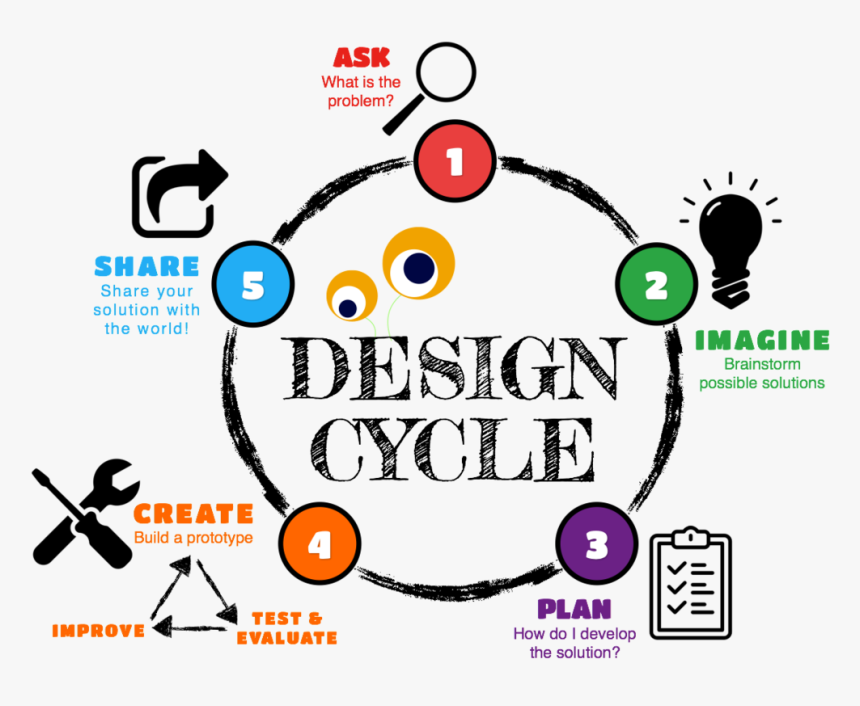 ASK
What is the
problem?
1
2
IMAGINE
Brainstorm
possible solutions
3
PLAN
How do I develop
the solution?
4
CREATE
Build a prototype
TEST &
EVALUATE
IMPROVE
5
SHARE
Share your
solution with
the world!
DESIGN
CYCLE